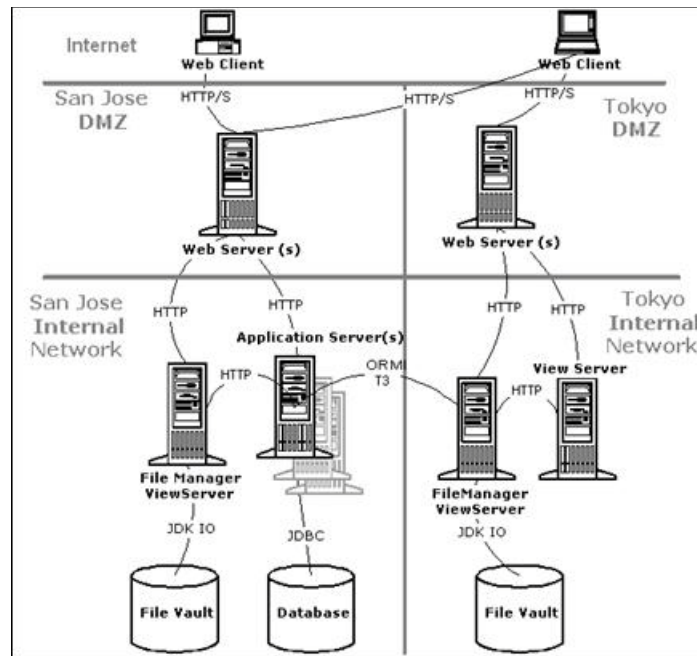 Internet
Web Client
Web Client
San Jose
DMZ
HTTP/S
HTTP/S
HTTP/S
Tokyo
DMZ
Web Server (s)
Web Server (s)
San Jose
Internal
Network
HTTP
HTTP
HTTP
HTTP
Tokyo
Internal
Network
Application Server(s)
View Server
HTTP
ORMI
T3
HTTP
File Manager
ViewServer
FileManager
ViewServer
JDK IO
JDBC
JDK IO
File Vault
Database
File Vault